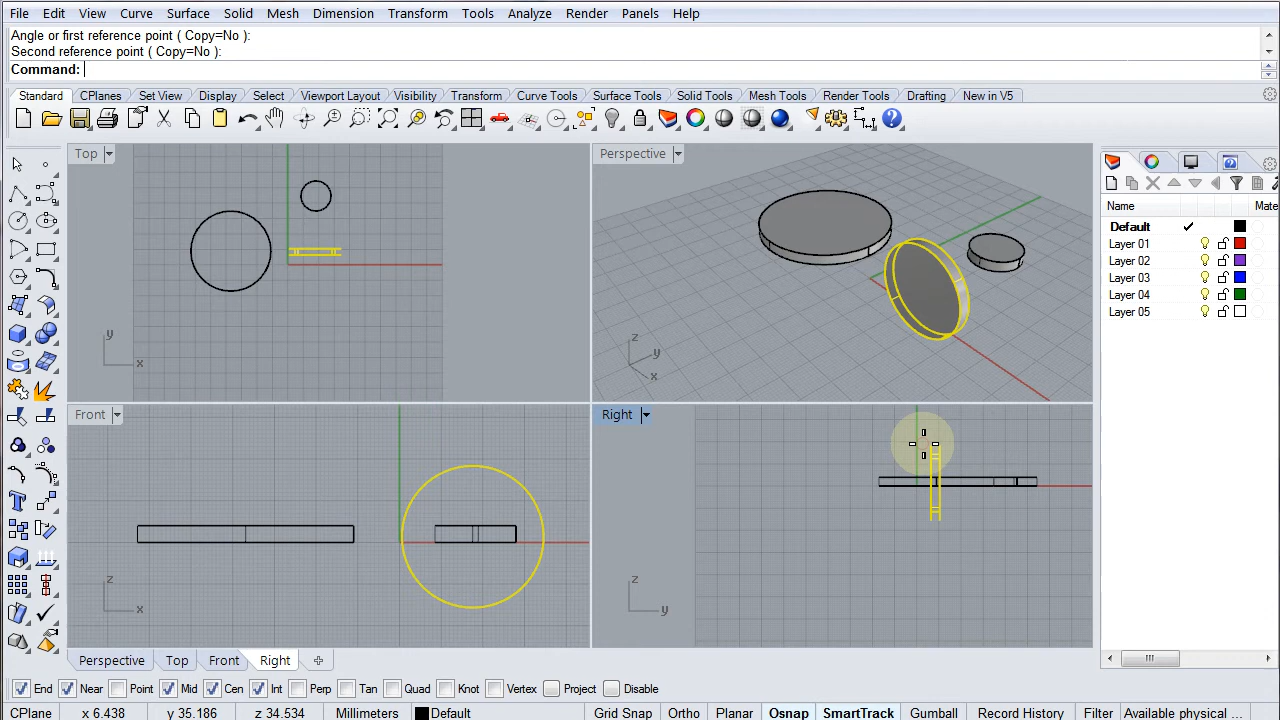 File Edit View Curve Surface Solid Mesh Dimension Transform Tools Analyze Render Panels Help
Angle or first reference point ( Copy=No ):
Second reference point ( Copy=No ):
Command:
Standard CPlanes Set View Display Select Viewport Layout Visibility Transform Curve Tools Surface Tools Solid Tools Mesh Tools Render Tools Drafting New in V5
Top
Perspective
Name Mate
Default
Layer 01
Layer 02
Layer 03
Layer 04
Layer 05
y
x
z
y
x
Front
Right
z
x
z
y
Perspective Top Front Right
End Near Point Mid Cen Int Perp Tan Quad Knot Vertex Project Disable
CPlane x 6.438 y 35.186 z 34.534 Millimeters Default Grid Snap Ortho Planar Osnap SmartTrack Gumball Record History Filter Available physical ...